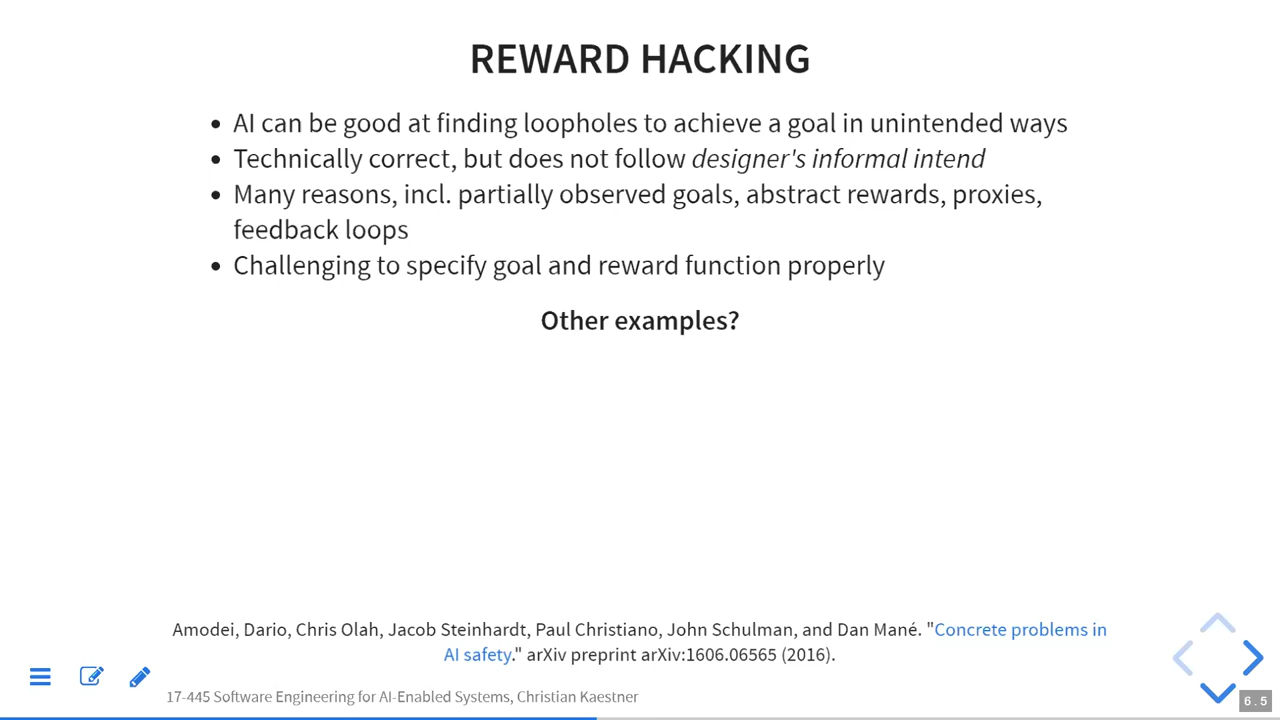 REWARD HACKING
• AI can be good at finding loopholes to achieve a goal in unintended ways
• Technically correct, but does not follow designer's informal intend
• Many reasons, incl. partially observed goals, abstract rewards, proxies,
feedback loops
• Challenging to specify goal and reward function properly
Other examples?
Amodei, Dario, Chris Olah, Jacob Steinhardt, Paul Christiano, John Schulman, and Dan Mané. "Concrete problems in
AI safety." arXiv preprint arXiv:1606.06565 (2016).
17-445 Software Engineering for AI-Enabled Systems, Christian Kaestner
6.5